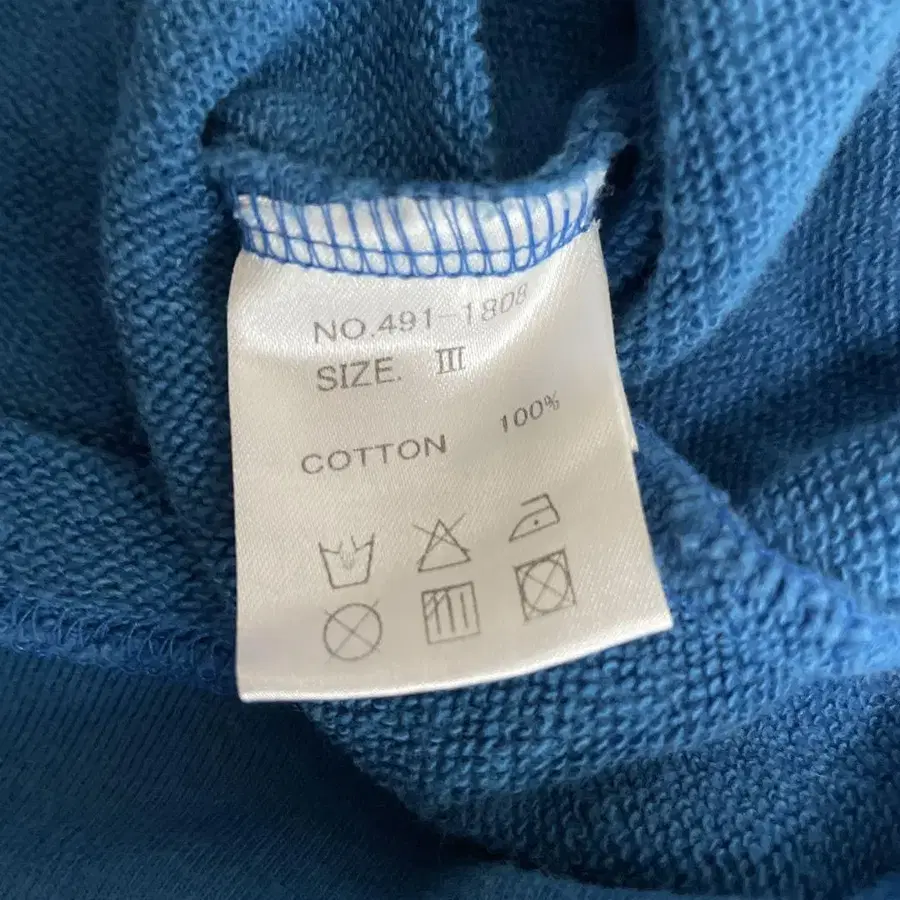 NO.491-1808
SIZE. III
COTTON 100%